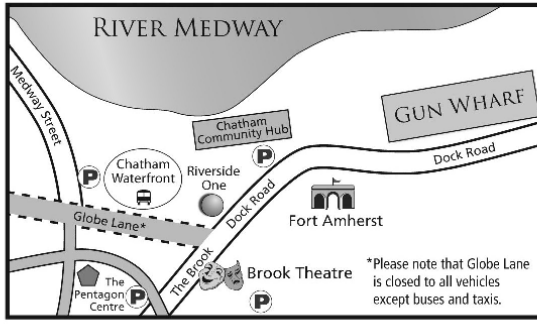 RIVER MEDWAY
Medway Street
GUN WHARF
Chatham
Community Hub
P
Dock Road
Chatham
Waterfront
P
Riverside
One
Dock Road
Fort Amherst
Globe Lane*
The Brook
Brook Theatre
P
The
Pentagon
Centre
P
*Please note that Globe Lane
is closed to all vehicles
except buses and taxis.